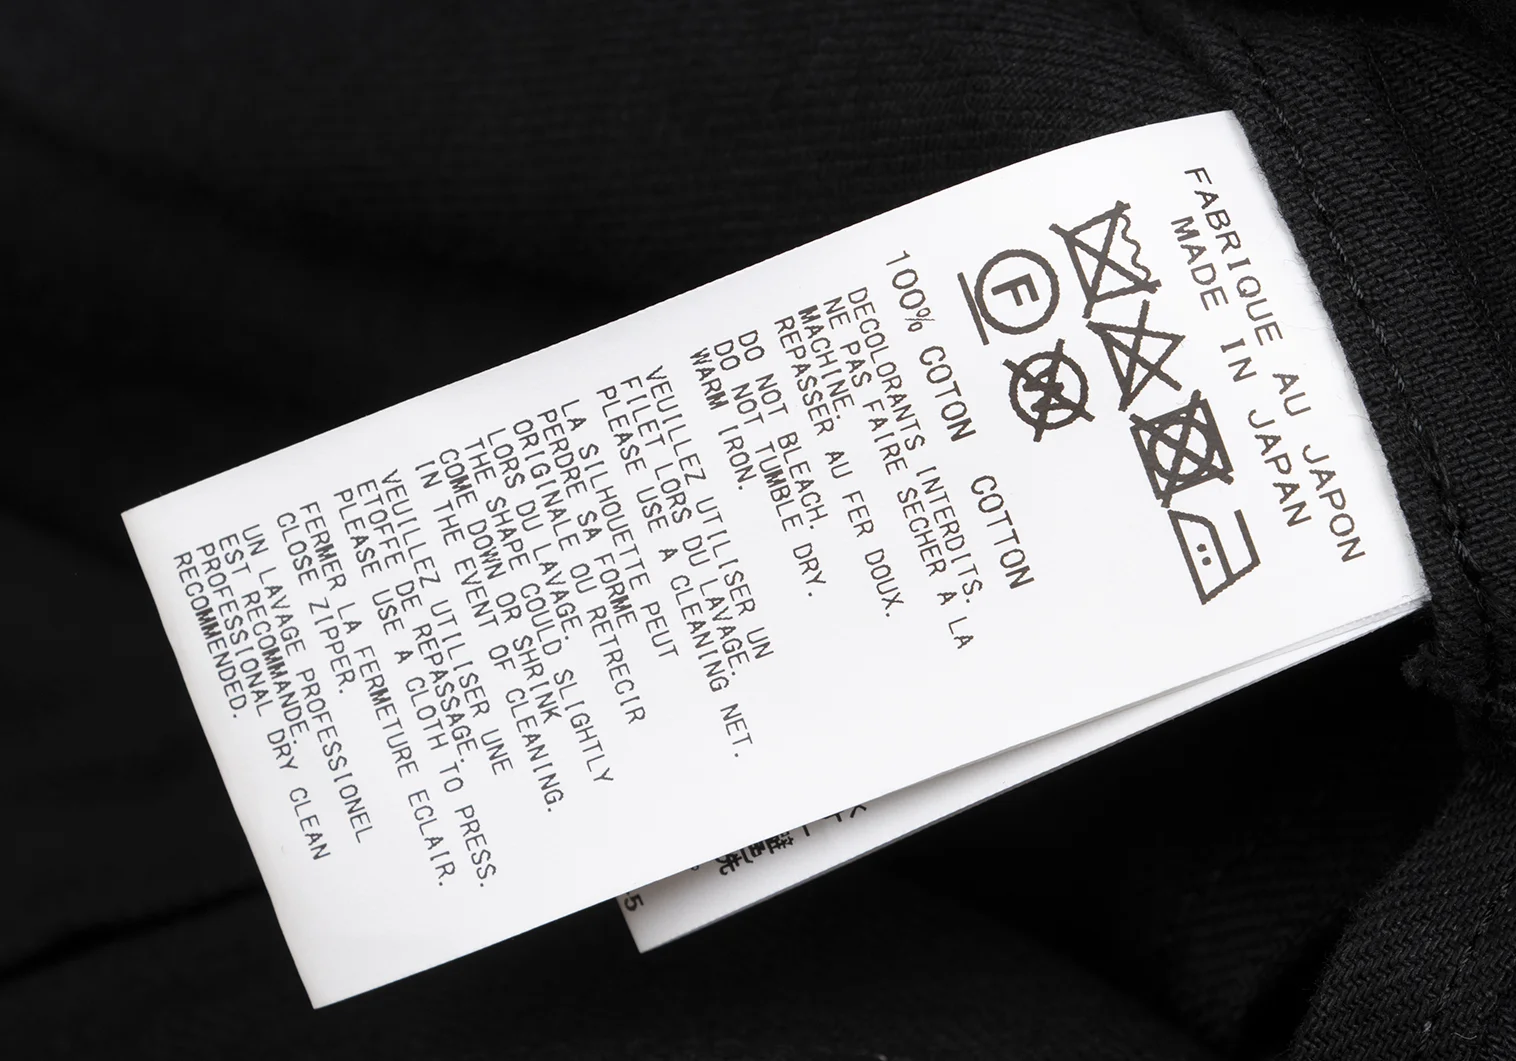 FABRIQUE AU JAPON
MADE IN JAPAN
F
W
100% COTON COTTON
DECOLORANTS INTERDITS.
NE PAS FAIRE SECHER A LA
MACHINE.
REPASSER AU FER DOUX.
DO NOT BLEACH.
DO NOT TUMBLE DRY.
WARM IRON.
VEUILLEZ UTILISER UN
FILLET LORS DU LAVAGE.
PLEASE USE A CLEANING NET.
LA SILHOUETTE PEUT
PERDRE SA FORME
ORIGINALE OU RETRECIR
LORS DU LAVAGE.
THE SHAPE COULD SLIGHTLY
COME DOWN OR SHRINK
IN THE EVENT OF CLEANING.
VEUILLEZ UTILISER UNE
ETOFFE DE REPASSAGE.
PLEASE USE A CLOTH TO PRESS.
FERMER LA FERMETURE ECLAIR.
CLOSE ZIPPER.
UN LAVAGE PROFESSIONEL
EST RECOMMANDE.
PROFESSIONAL DRY CLEAN
RECOMMENDED.